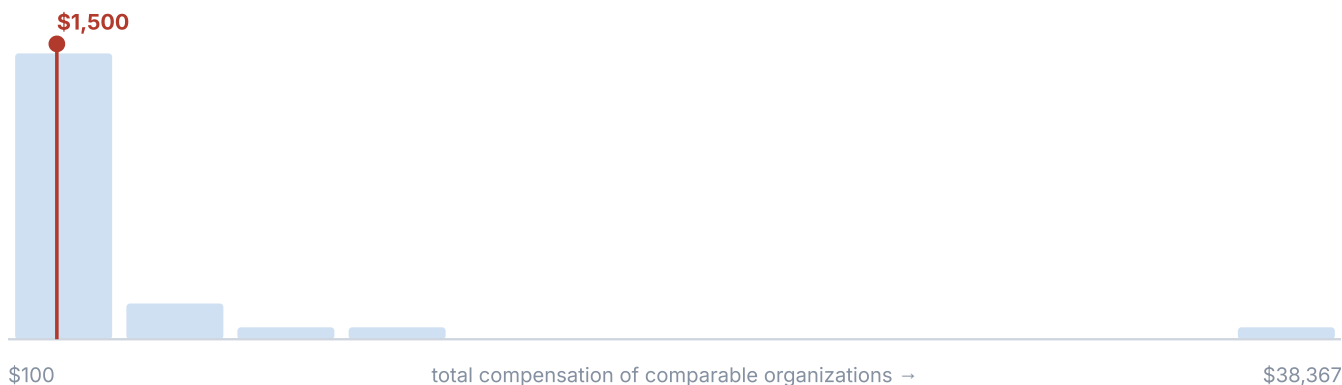 $1,500
$100 total compensation of comparable organizations → $38,367